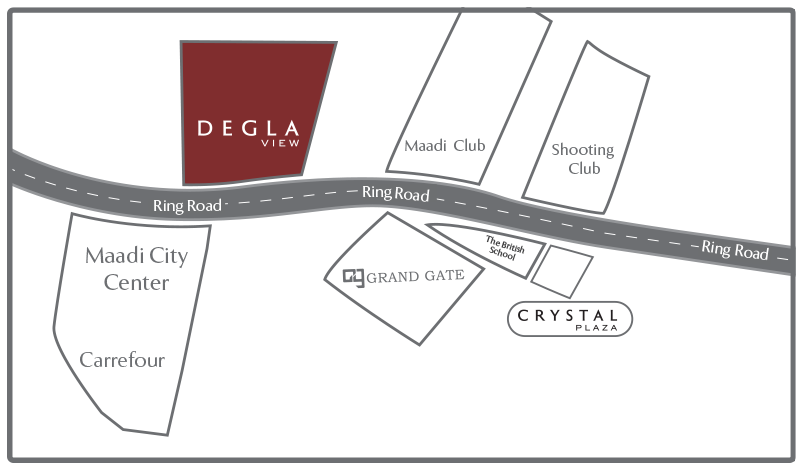 DEGLA
VIEW
Maadi Club
Shooting
Club
Ring Road
Ring Road
Ring Road
Maadi City
Center
Carrefour
GRAND GATE
The British
School
CRYSTAL
PLAZA